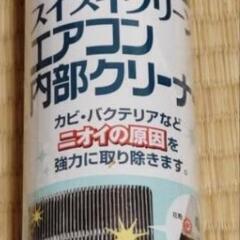 スイスイクリーン
エアコン
内部クリーナ
カビ・バクテリアなど
ニオイの原因を
強力に取り除きます。